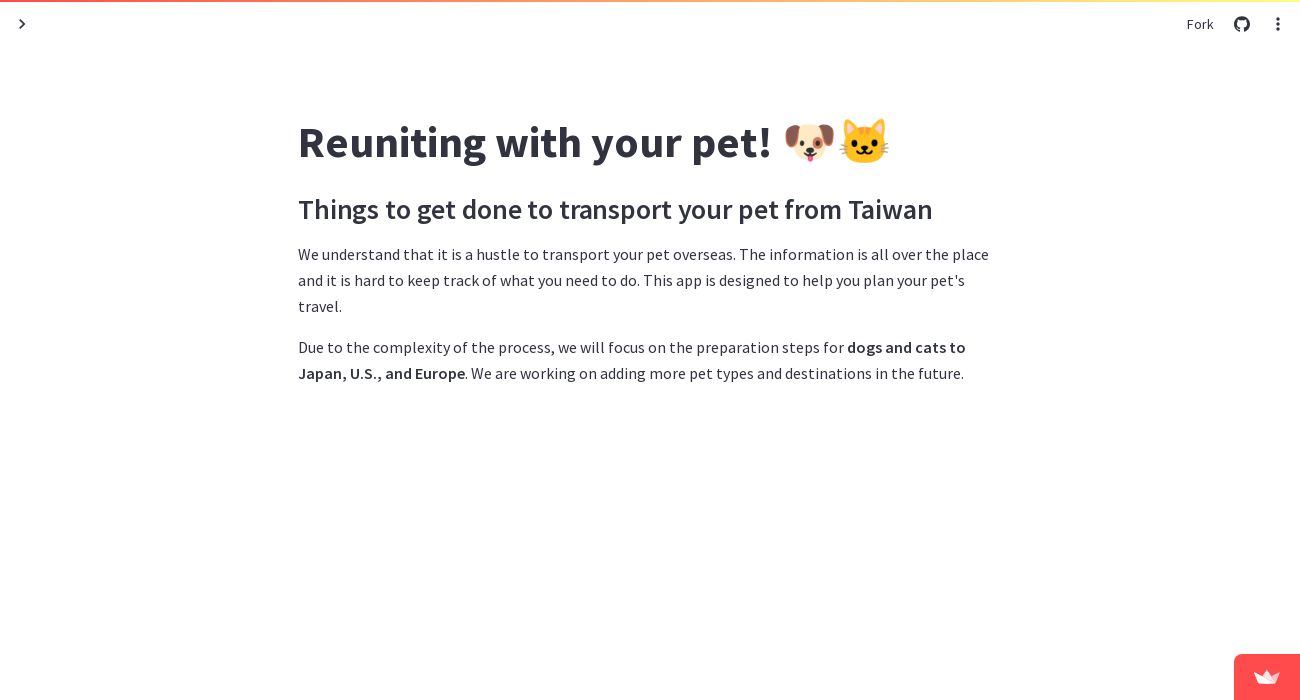 Fork
Reuniting with your pet! 🐶🐱
Things to get done to transport your pet from Taiwan
We understand that it is a hustle to transport your pet overseas. The information is all over the place
and it is hard to keep track of what you need to do. This app is designed to help you plan your pet's
travel.
Due to the complexity of the process, we will focus on the preparation steps for dogs and cats to
Japan, U.S., and Europe. We are working on adding more pet types and destinations in the future.